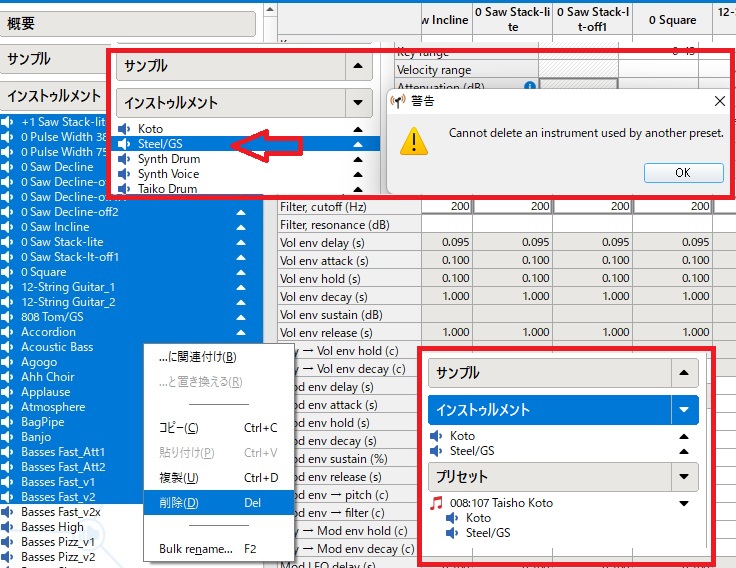 概要
サンプル
インストゥルメント
+1 Saw Stack-lit
0 Pulse Width 38
0 Pulse Width 75
0 Saw Decline
0 Saw Decline-o
0 Saw Decline-o
0 Saw Decline-off2
0 Saw Incline
0 Saw Stack-lite
0 Saw Stack-lt-off1
0 Square
12-String Guitar_1
12-String Guitar_2
808 Tom/GS
Accordion
Acoustic Bass
Agogo
Ahh Choir
Applause
Atmosphere
BagPipe
Banjo
Basses Fast_Att1
Basses Fast_Att2
Basses Fast_v1
Basses Fast_v2
Basses Fast_v2x
Basses High
Basses Pizz_v1
Basses Pizz_v2
...に関連付け(B)
...と置き換える(R)
コピー(C) Ctrl+C
貼り付け(P) Ctrl+V
複製(U) Ctrl+D
削除(D) Del
Bulk rename... F2
w Incline
0 Saw Stack-li
te
0 Saw Stack-l
t-off1
0 Square
12-
Key range 0-45
Velocity range
Attenuation (dB)
サンプル
インストゥルメント
Koto
Steel/GS
Synth Drum
Synth Voice
Taiko Drum
警告
Cannot delete an instrument used by another preset.
OK
Filter, cutoff (Hz) 200 200 200 200
Filter, resonance (dB)
Vol env delay (s) 0.095 0.095 0.095 0.095
Vol env attack (s) 0.100 0.100 0.100 0.100
Vol env hold (s) 0.100 0.100 0.100 0.100
Vol env decay (s) 1.000 1.000 1.000 1.000
Vol env sustain (dB)
Vol env release (s) 1.000 1.000 1.000 1.000
y → Vol env hold (c)
y → Vol env decay (c)
od env delay (s)
od env attack (s)
od env hold (s)
od env decay (s)
od env sustain (%)
od env release (s)
od env → pitch (c)
od env → filter (c)
y → Mod env hold (c)
y → Mod env decay (c)
Mod LFO delay (s)
サンプル
インストゥルメント
Koto
Steel/GS
プリセット
008:107 Taisho Koto
Koto
Steel/GS